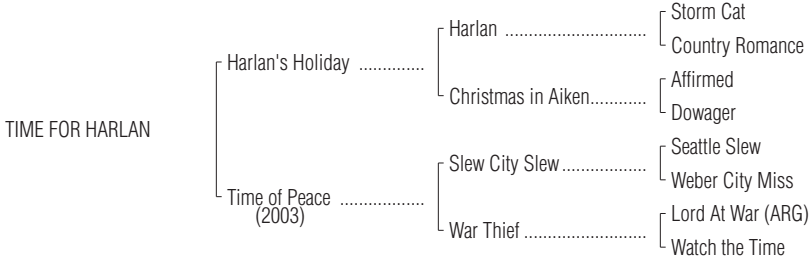 Storm Cat
Harlan ..............................
Country Romance
Harlan's Holiday ..............
Affirmed
Christmas in Aiken............
Dowager
TIME FOR HARLAN
Seattle Slew
Slew City Slew..................
Weber City Miss
Time of Peace ..................
(2003)
Lord At War (ARG)
War Thief ..........................
Watch the Time